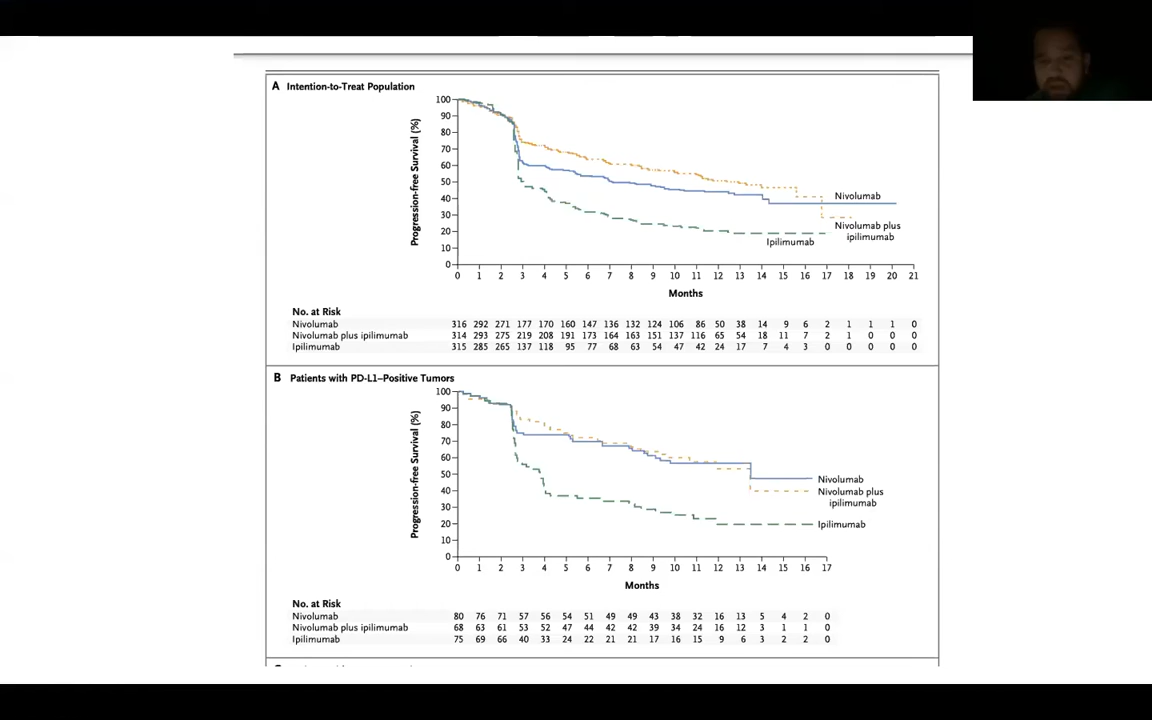 A Intention-to-Treat Population
Progression-free Survival (%)
100
90
80
70
60
50
40
30
20
10
0
Nivolumab
Nivolumab plus
ipilimumab
Ipilimumab
0 1 2 3 4 5 6 7 8 9 10 11 12 13 14 15 16 17 18 19 20 21
Months
No. at Risk
Nivolumab 316 292 271 177 170 160 147 136 132 124 106 86 50 38 14 9 6 2 1 1 1 0
Nivolumab plus ipilimumab 314 293 275 219 208 191 173 164 163 151 137 116 65 54 18 11 7 2 1 0 0 0
Ipilimumab 315 285 265 137 118 95 77 68 63 54 47 42 24 17 7 4 3 0 0 0 0 0
B Patients with PD-L1–Positive Tumors
Progression-free Survival (%)
100
90
80
70
60
50
40
30
20
10
0
Nivolumab
Nivolumab plus
ipilimumab
Ipilimumab
0 1 2 3 4 5 6 7 8 9 10 11 12 13 14 15 16 17
Months
No. at Risk
Nivolumab 80 76 71 57 56 54 51 49 49 43 38 32 16 13 5 4 2 0
Nivolumab plus ipilimumab 68 63 61 53 52 47 44 42 42 39 34 24 16 12 3 1 1 0
Ipilimumab 75 69 66 40 33 24 22 21 21 17 16 15 9 6 3 2 2 0